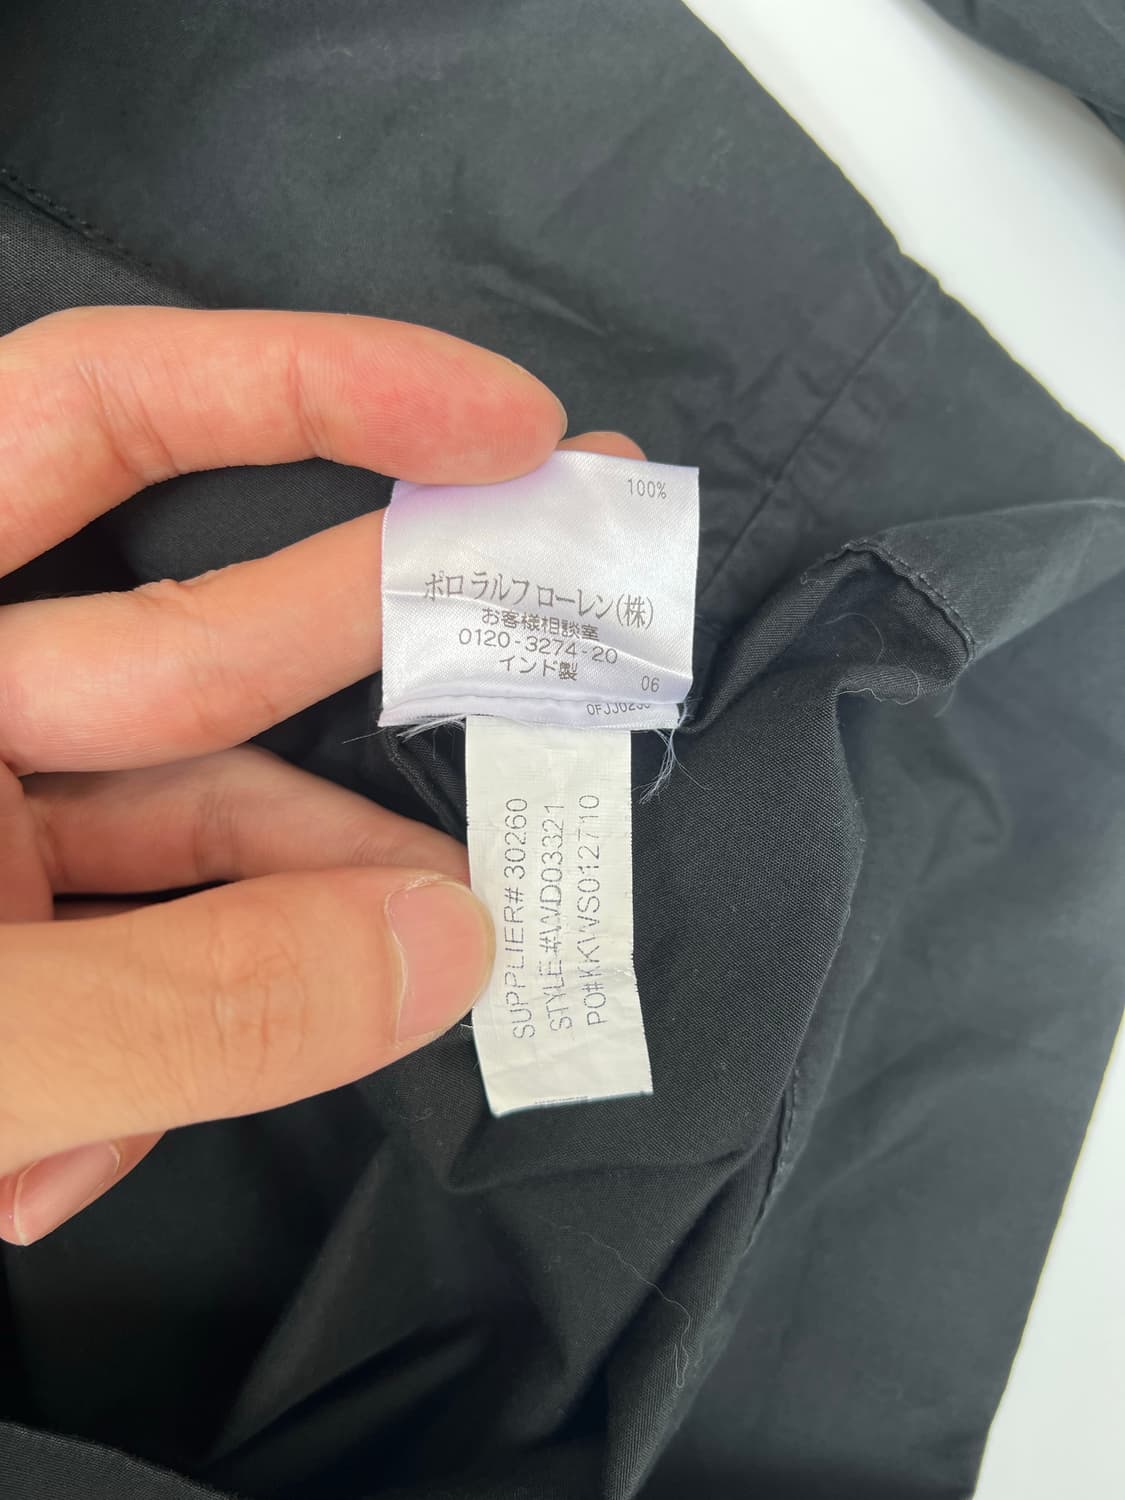 100%
ポロ ラルフ ローレン(株)
お客様相談室
0120-3274-20
インド製
06
SUPPLIER# 30260
STYLE #WD03321
PO#KKWS012710